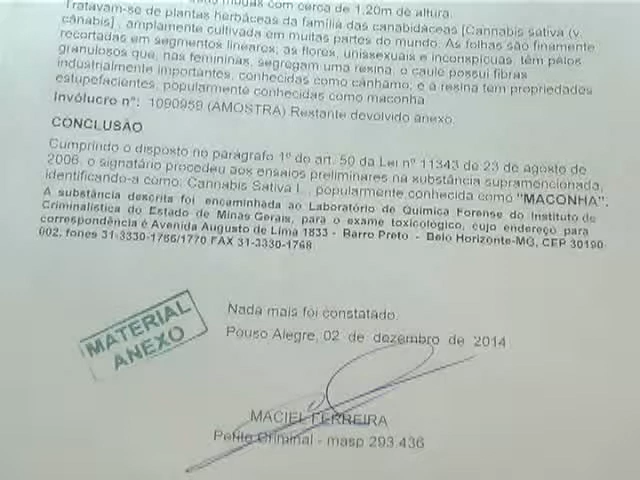 mudas com cerca de 1,20m de altura.
Tratavam-se de plantas herbáceas da família das canabidáceas [Cannabis sativa (v.
cânabis], amplamente cultivada em muitas partes do mundo. As folhas são finamente
recortadas em segmentos lineares; as flores, unissexuais e inconspícuas, têm pêlos
granulosos que, nas femininas, segregam uma resina; o caule possui fibras
industrialmente importantes, conhecidas como cânhamo; e a resina tem propriedades
estupefacientes, popularmente conhecidas como maconha
Invólucro nº: 1090959 (AMOSTRA) Restante devolvido anexo.
CONCLUSÃO
Cumprindo o disposto no parágrafo 1º do art. 50 da Lei nº 11343 de 23 de agosto de
2006, o signatário procedeu aos ensaios preliminares na substância supramencionada,
identificando-a como: Cannabis Sativa L., popularmente conhecida como "MACONHA".
A substância descrita foi encaminhada ao Laboratório de Química Forense do Instituto de
Criminalística do Estado de Minas Gerais, para o exame toxicológico, cujo endereço para
correspondência é Avenida Augusto de Lima 1833 - Barro Preto - Belo Horizonte-MG, CEP 30190
002, fones 31-3330-1766/1770 FAX 31-3330-1768
Nada mais foi constatado.
Pouso Alegre, 02 de dezembro de 2014
MATERIAL
ANEXO
MACIEL FERREIRA
Perito Criminal - masp 293.436